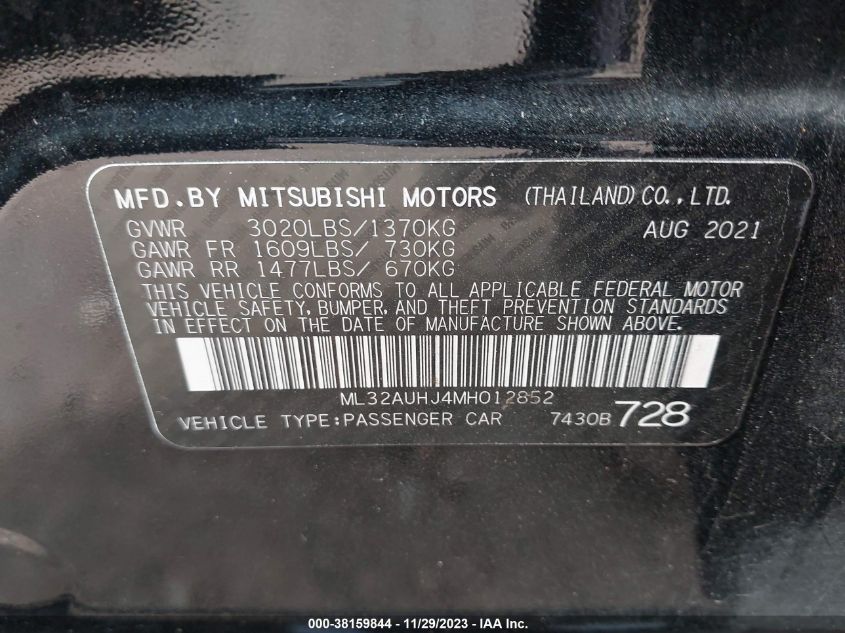 MFD.BY MITSUBISHI MOTORS (THAILAND) CO.,LTD.
GVWR 3020LBS/1370KG AUG 2021
GAWR FR 1609LBS/ 730KG
GAWR RR 1477LBS/ 670KG
THIS VEHICLE CONFORMS TO ALL APPLICABLE FEDERAL MOTOR
VEHICLE SAFETY, BUMPER, AND THEFT PREVENTION STANDARDS
IN EFFECT ON THE DATE OF MANUFACTURE SHOWN ABOVE.
ML32AUHJ4MH012852
VEHICLE TYPE:PASSENGER CAR 7430B 728
000-38159844 - 11/29/2023 - IAA Inc.